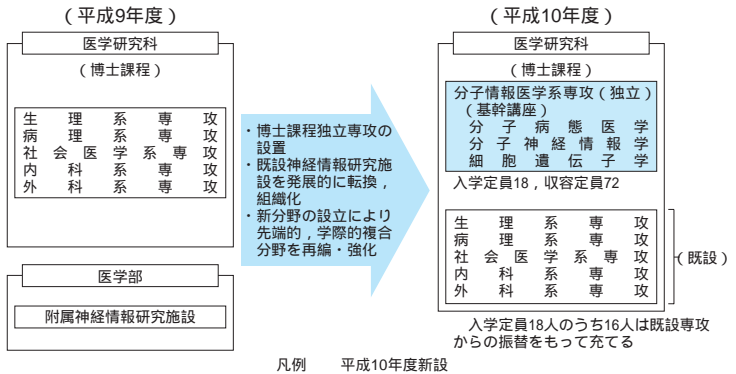 （平成9年度）
医学研究科
（博士課程）
生理系専攻
病理系専攻
社会医学系専攻
内科系専攻
外科系専攻
医学部
附属神経情報研究施設
・博士課程独立専攻の
設置
・既設神経情報研究施
設を発展的に転換，
組織化
・新分野の設立により
先端的，学際的複合
分野を再編・強化
（平成10年度）
医学研究科
（博士課程）
分子情報医学系専攻（独立）
（基幹講座）
分子病態医学
分子神経情報学
細胞遺伝子学
入学定員18，収容定員72
生理系専攻
病理系専攻
社会医学系専攻
内科系専攻
外科系専攻
（既設）
入学定員18人のうち16人は既設専攻
からの振替をもって充てる
凡例　　平成10年度新設